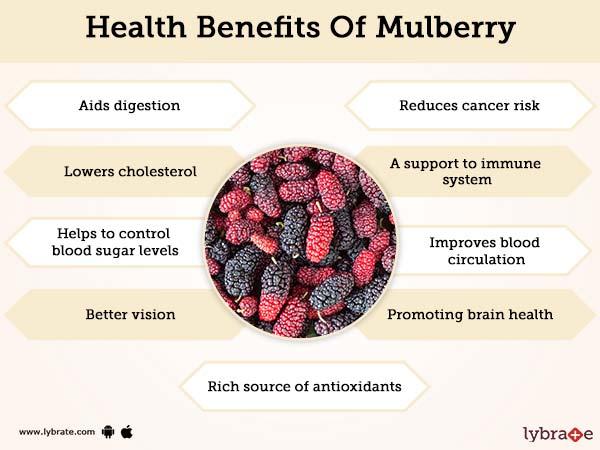 Health Benefits Of Mulberry
Aids digestion
Reduces cancer risk
Lowers cholesterol
A support to immune
system
Helps to control
blood sugar levels
Improves blood
circulation
Better vision
Promoting brain health
Rich source of antioxidants
www.lybrate.com
lybrate